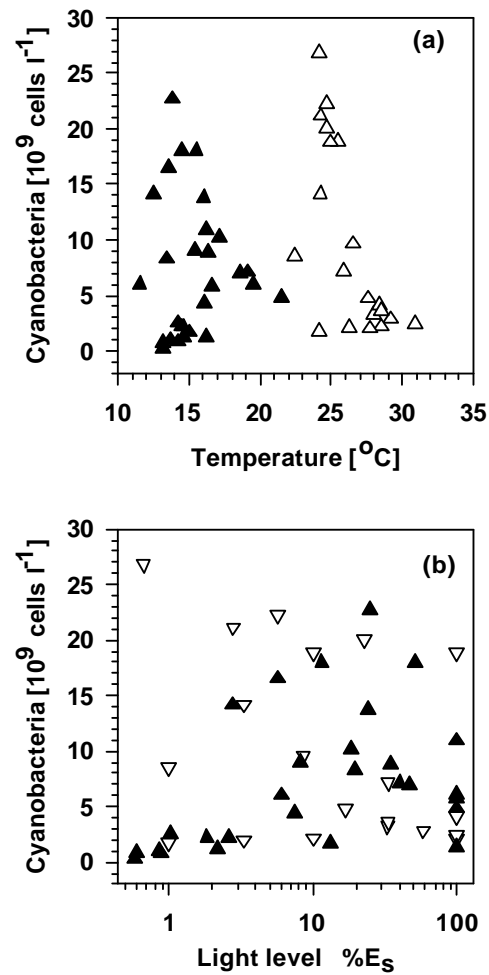 (a)
Cyanobacteria [10⁹ cells l⁻¹]
30
25
20
15
10
5
0
10 15 20 25 30 35
Temperature [°C]
(b)
Cyanobacteria [10⁹ cells l⁻¹]
30
25
20
15
10
5
0
1 10 100
Light level %Eₛ